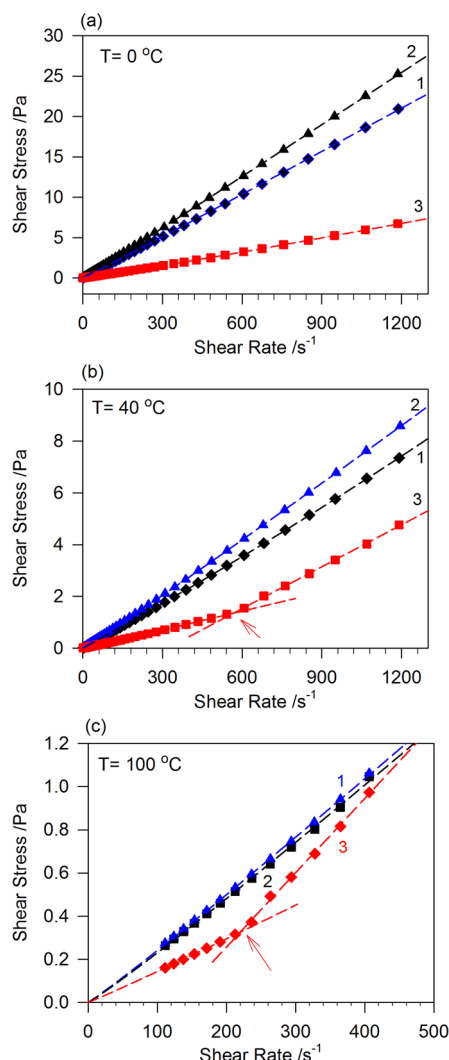 (a)
T= 0 °C
30
25
20
15
10
5
0
Shear Stress /Pa
2
1
3
0 300 600 900 1200
Shear Rate /s⁻¹
(b)
T= 40 °C
10
8
6
4
2
0
Shear Stress /Pa
2
1
3
0 300 600 900 1200
Shear Rate /s⁻¹
(c)
T= 100 °C
1.2
1.0
0.8
0.6
0.4
0.2
0.0
Shear Stress /Pa
1
3
2
0 100 200 300 400 500
Shear Rate /s⁻¹